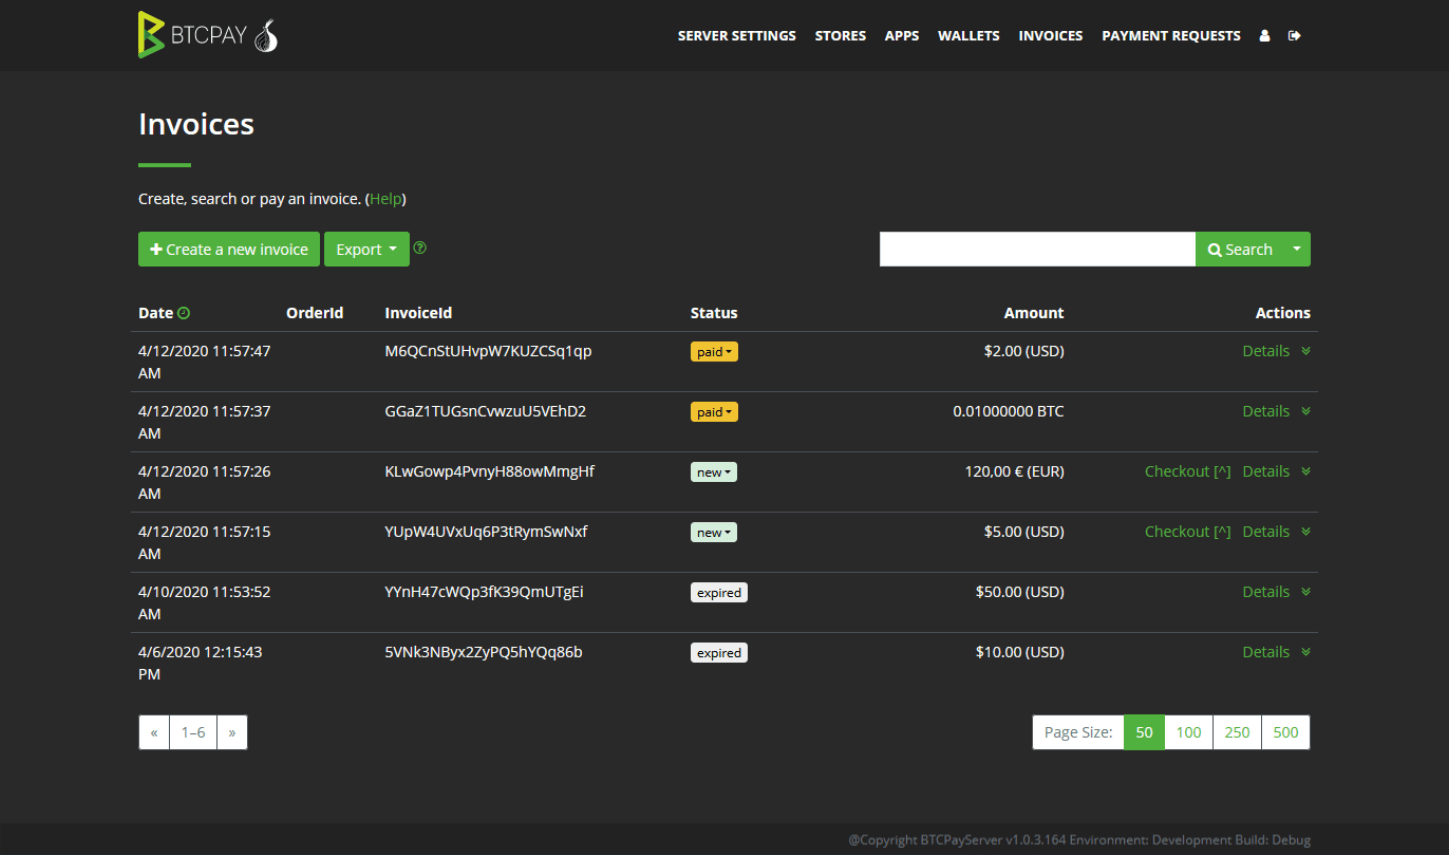 BTCPAY
SERVER SETTINGS STORES APPS WALLETS INVOICES PAYMENT REQUESTS
Invoices
Create, search or pay an invoice. (Help)
Create a new invoice Export Search
Date OrderId InvoiceId Status Amount Actions
4/12/2020 11:57:47 M6QCnStUHvpW7KUZCSq1qp paid $2.00 (USD) Details
AM
4/12/2020 11:57:37 GGaZ1TUGsnCvwzuU5VEhD2 paid 0.01000000 BTC Details
AM
4/12/2020 11:57:26 KLwGowp4PvnyH88owMmgHf new 120,00 € (EUR) Checkout [^] Details
AM
4/12/2020 11:57:15 YUpW4UVxUq6P3tRymSwNxf new $5.00 (USD) Checkout [^] Details
AM
4/10/2020 11:53:52 YYnH47cWQp3fK39QmUTgEi expired $50.00 (USD) Details
AM
4/6/2020 12:15:43 5VNk3NByx2ZyPQ5hYQq86b expired $10.00 (USD) Details
PM
« 1–6 » Page Size: 50 100 250 500
@Copyright BTCPayServer v1.0.3.164 Environment: Development Build: Debug